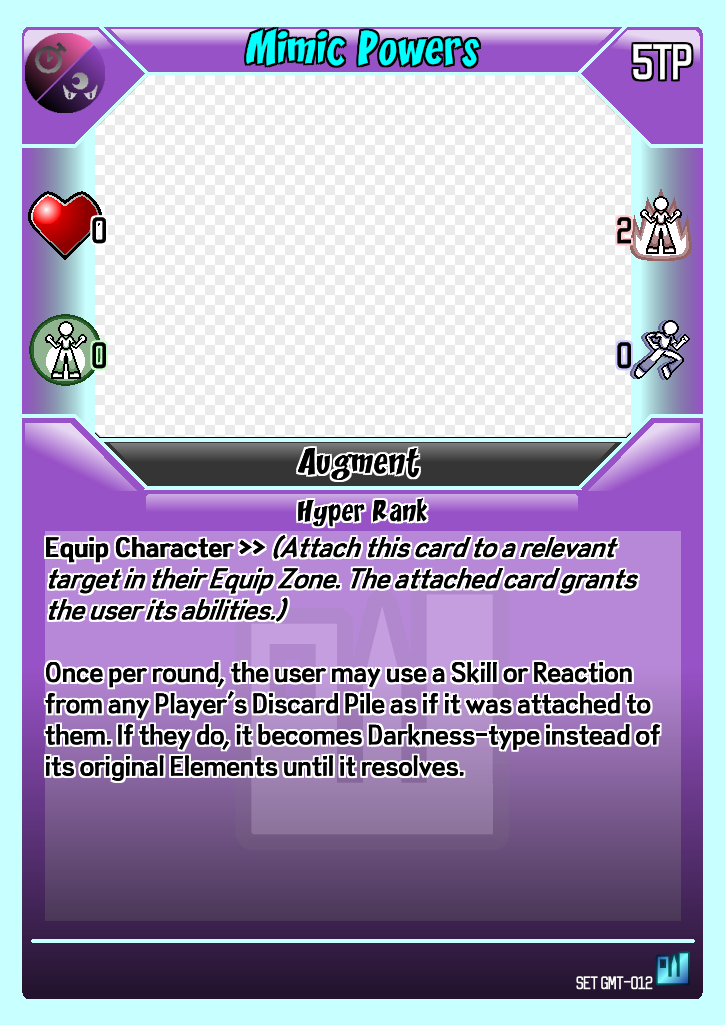 Mimic Powers
5TP
0
2
0
0
Augment
Hyper Rank
Equip Character >> (Attach this card to a relevant
target in their Equip Zone. The attached card grants
the user its abilities.)
Once per round, the user may use a Skill or Reaction
from any Player's Discard Pile as if it was attached to
them. If they do, it becomes Darkness-type instead of
its original Elements until it resolves.
SET GMT-012